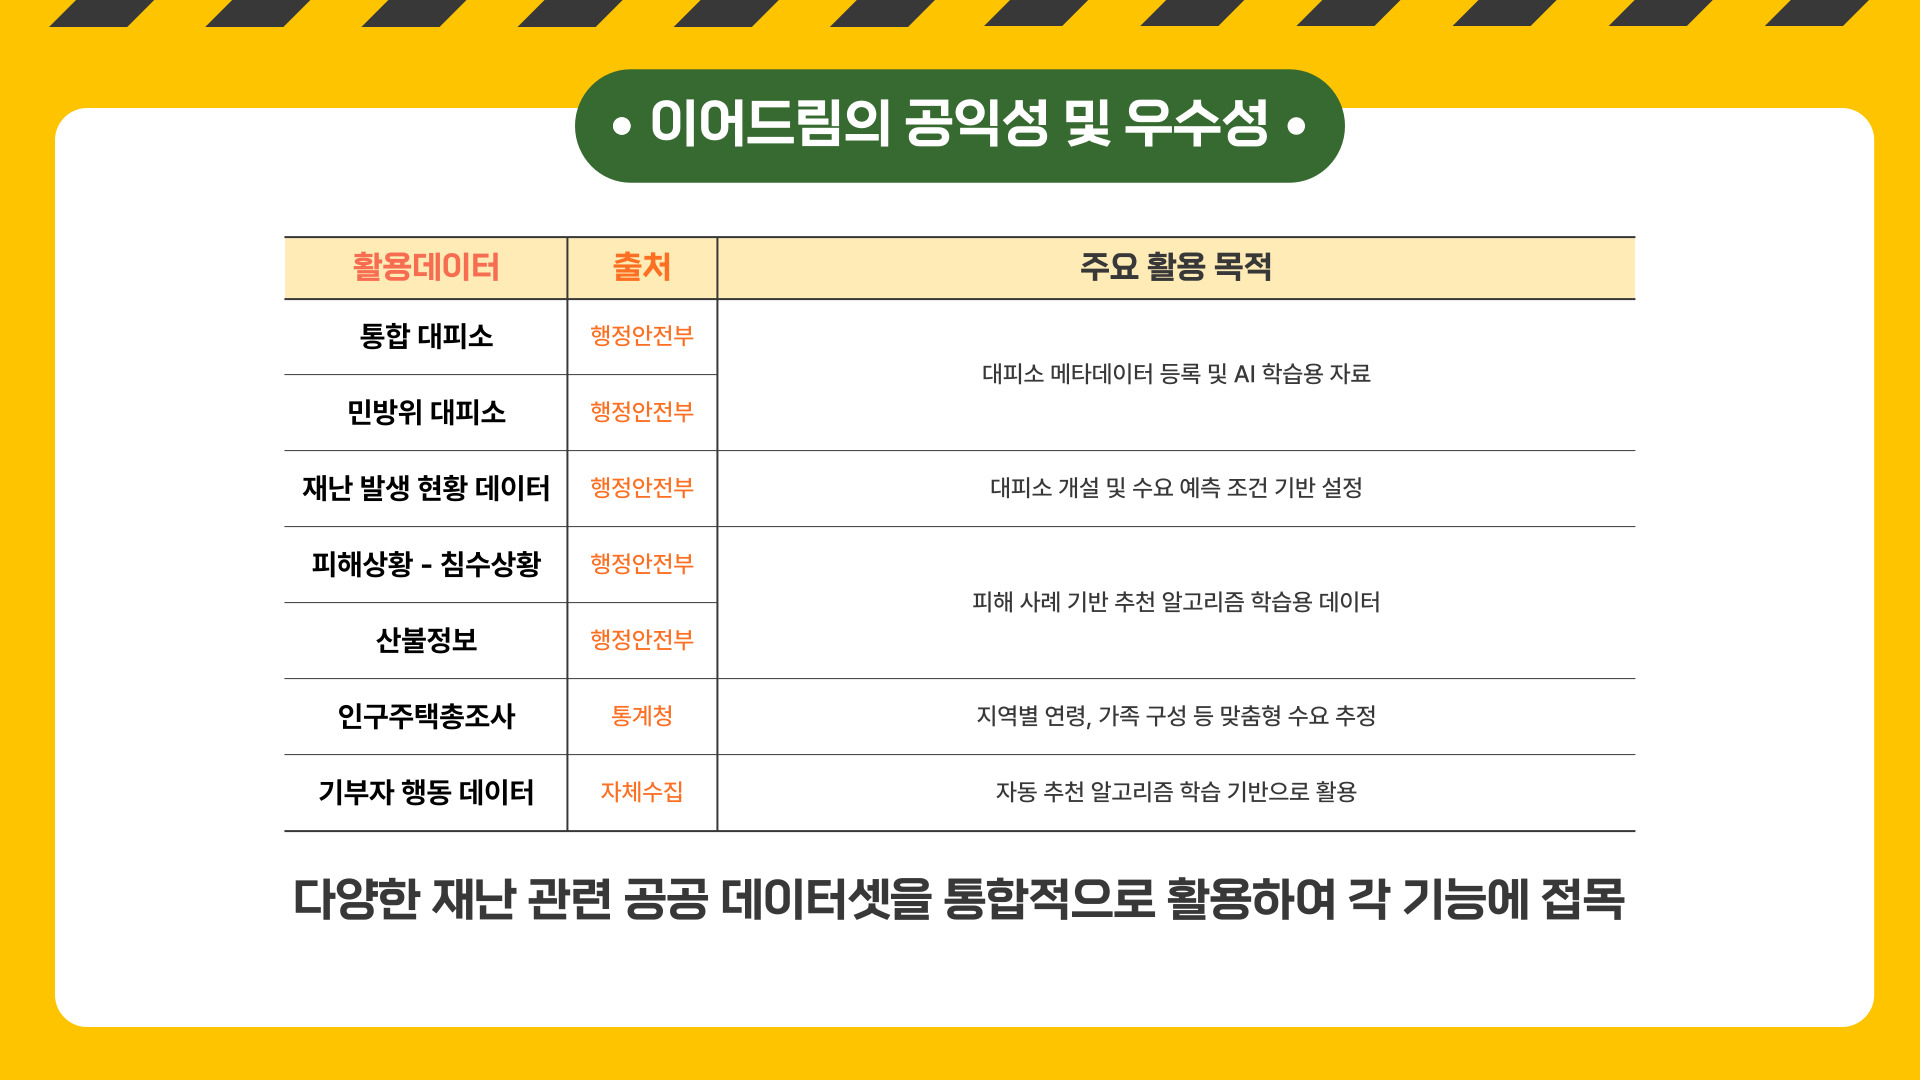 • 이어드림의 공익성 및 우수성 •
활용데이터 출처 주요 활용 목적
통합 대피소 행정안전부
대피소 메타데이터 등록 및 AI 학습용 자료
민방위 대피소 행정안전부
재난 발생 현황 데이터 행정안전부 대피소 개설 및 수요 예측 조건 기반 설정
피해상황 - 침수상황 행정안전부
피해 사례 기반 추천 알고리즘 학습용 데이터
산불정보 행정안전부
인구주택총조사 통계청 지역별 연령, 가족 구성 등 맞춤형 수요 추정
기부자 행동 데이터 자체수집 자동 추천 알고리즘 학습 기반으로 활용
다양한 재난 관련 공공 데이터셋을 통합적으로 활용하여 각 기능에 접목